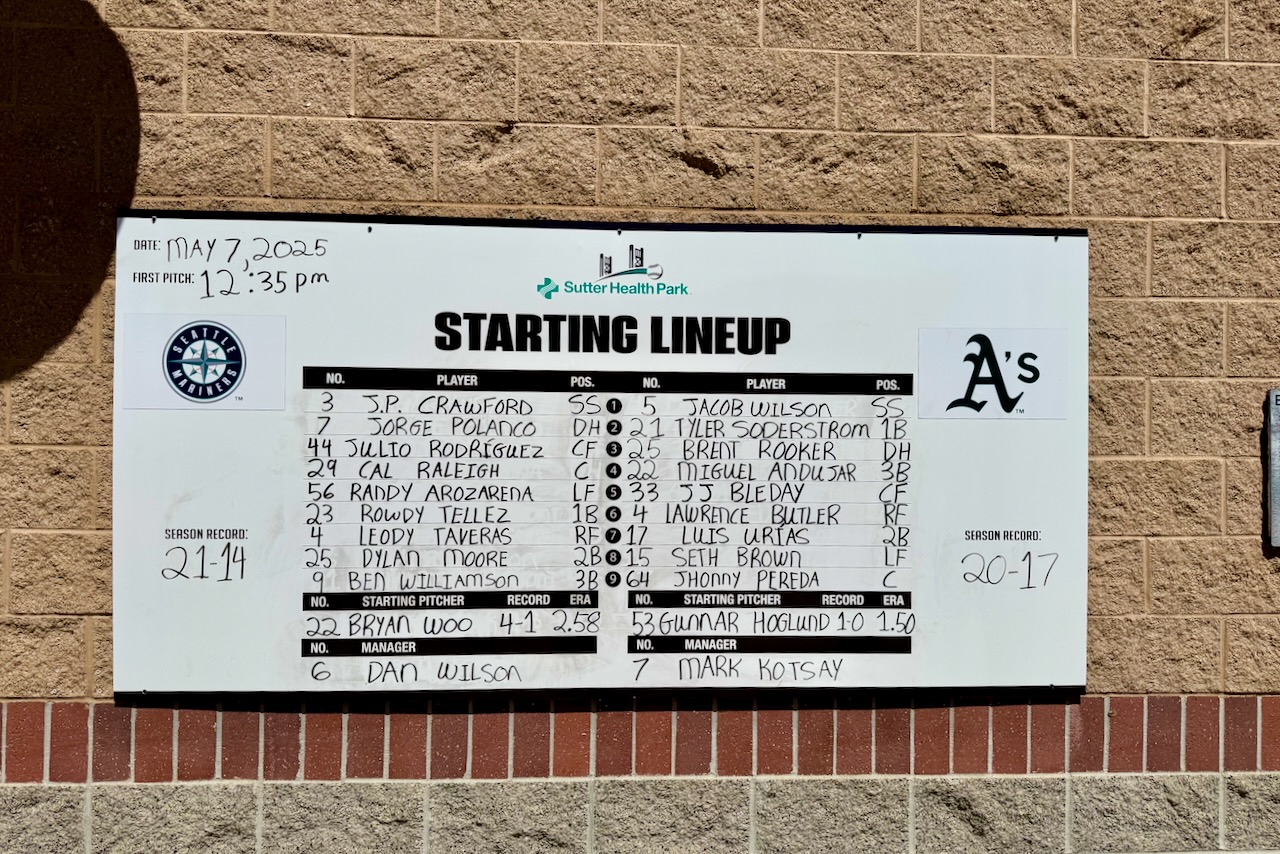 DATE: MAY 7, 2025
FIRST PITCH: 12:35 pm
Sutter Health Park
STARTING LINEUP
SEATTLE MARINERS TM
A's TM
NO. PLAYER POS. NO. PLAYER POS.
3 J.P. CRAWFORD SS 1 5 JACOB WILSON SS
7 JORGE POLANCO DH 2 21 TYLER SODERSTROM 1B
44 JULIO RODRÍGUEZ CF 3 25 BRENT ROOKER DH
29 CAL RALEIGH C 4 22 MIGUEL ANDUJAR 3B
56 RANDY AROZARENA LF 5 33 JJ BLEDAY CF
23 ROWDY TELLEZ 1B 6 4 LAWRENCE BUTLER RF
4 LEODY TAVERAS RF 7 17 LUIS URÍAS 2B
25 DYLAN MOORE 2B 8 15 SETH BROWN LF
9 BEN WILLIAMSON 3B 9 64 JHONNY PEREDA C
SEASON RECORD:
21-14
SEASON RECORD:
20-17
NO. STARTING PITCHER RECORD ERA NO. STARTING PITCHER RECORD ERA
22 BRYAN WOO 4-1 2.58 53 GUNNAR HOGLUND 1-0 1.50
NO. MANAGER NO. MANAGER
6 DAN WILSON 7 MARK KOTSAY